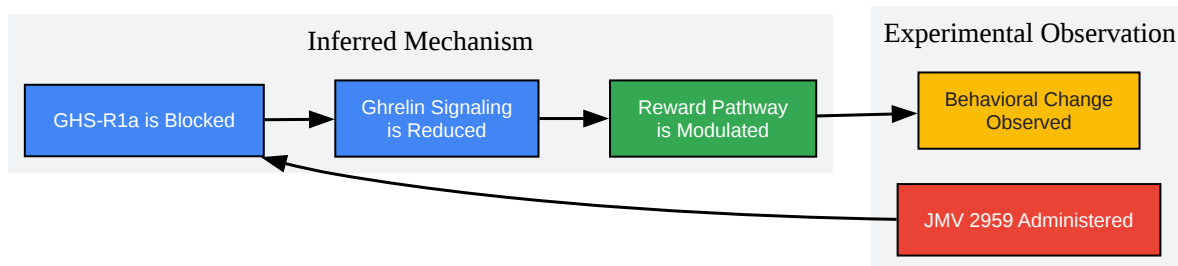 Inferred Mechanism
Experimental Observation
GHS-R1a is Blocked
Ghrelin Signaling
is Reduced
Reward Pathway
is Modulated
Behavioral Change
Observed
JMV 2959 Administered